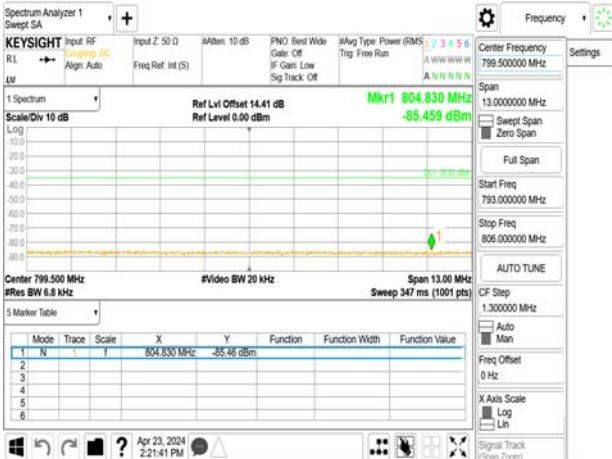 Spectrum Analyzer 1
Swept SA
+
Frequency
KEYSIGHT
Input: RF
Coupling: DC
Align: Auto
Input Z: 50 Ω
Freq Ref: Int (S)
#Atten: 10 dB
PNO: Best Wide
Gate: Off
IF Gain: Low
Sig Track: Off
#Avg Type: Power (RMS
Trig: Free Run
1 2 3 4 5 6
A W W W W W
A N N N N N
RL
Settings
1 Spectrum
Scale/Div 10 dB
Log
Ref Lvl Offset 14.41 dB
Ref Level 0.00 dBm
Mkr1 804.830 MHz
-85.459 dBm
-10.0
-20.0
-30.0
-40.0
-50.0
-60.0
-70.0
-80.0
-90.0
1
Center 799.500 MHz
#Res BW 6.8 kHz
#Video BW 20 kHz
Span 13.00 MHz
Sweep 347 ms (1001 pts)
5 Marker Table
Mode Trace Scale X Y Function Function Width Function Value
1 N 1 f 804.830 MHz -85.46 dBm
2
3
4
5
6
Apr 23, 2024
2:21:41 PM
?
Center Frequency
799.500000 MHz
Span
13.0000000 MHz
Swept Span
Zero Span
Full Span
Start Freq
793.000000 MHz
Stop Freq
806.000000 MHz
AUTO TUNE
CF Step
1.300000 MHz
Auto
Man
Freq Offset
0 Hz
X Axis Scale
Log
Lin
Signal Track
(Span Zoom)